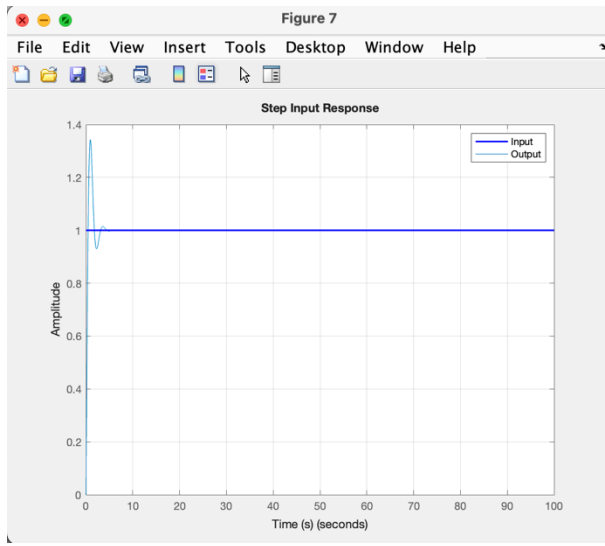 Figure 7
File Edit View Insert Tools Desktop Window Help
Step Input Response
1.4
Input
Output
1.2
1
0.8
Amplitude
0.6
0.4
0.2
0
0 10 20 30 40 50 60 70 80 90 100
Time (s) (seconds)